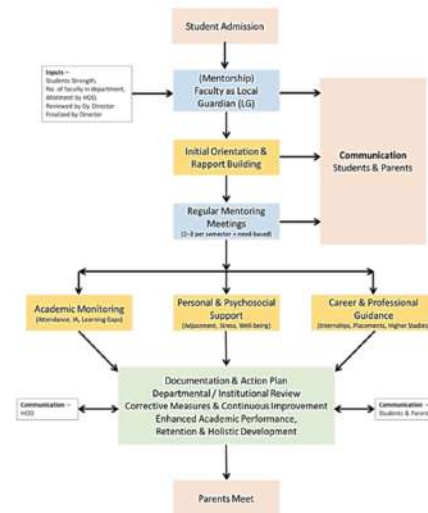 Student Admission
Inputs –
Students Strength,
No. of faculty in department,
Allotment by HOD,
Reviewed by Dy. Director
Finalized by Director
(Mentorship)
Faculty as Local
Guardian (LG)
Initial Orientation &
Rapport Building
Communication
Students & Parents
Regular Mentoring
Meetings
(2–3 per semester + need-based)
Academic Monitoring
(Attendance, IA, Learning Gaps)
Personal & Psychosocial
Support
(Adjustment, Stress, Well-being)
Career & Professional
Guidance
(Internships, Placements, Higher Studies)
Documentation & Action Plan
Departmental / Institutional Review
Corrective Measures & Continuous Improvement
Enhanced Academic Performance,
Retention & Holistic Development
Communication –
HOD
Communication –
Students & Parents
Parents Meet